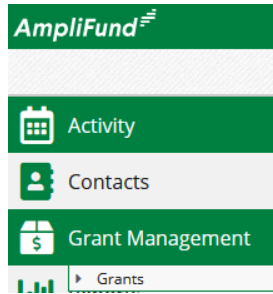 AmpliFund
Activity
Contacts
Grant Management
Grants